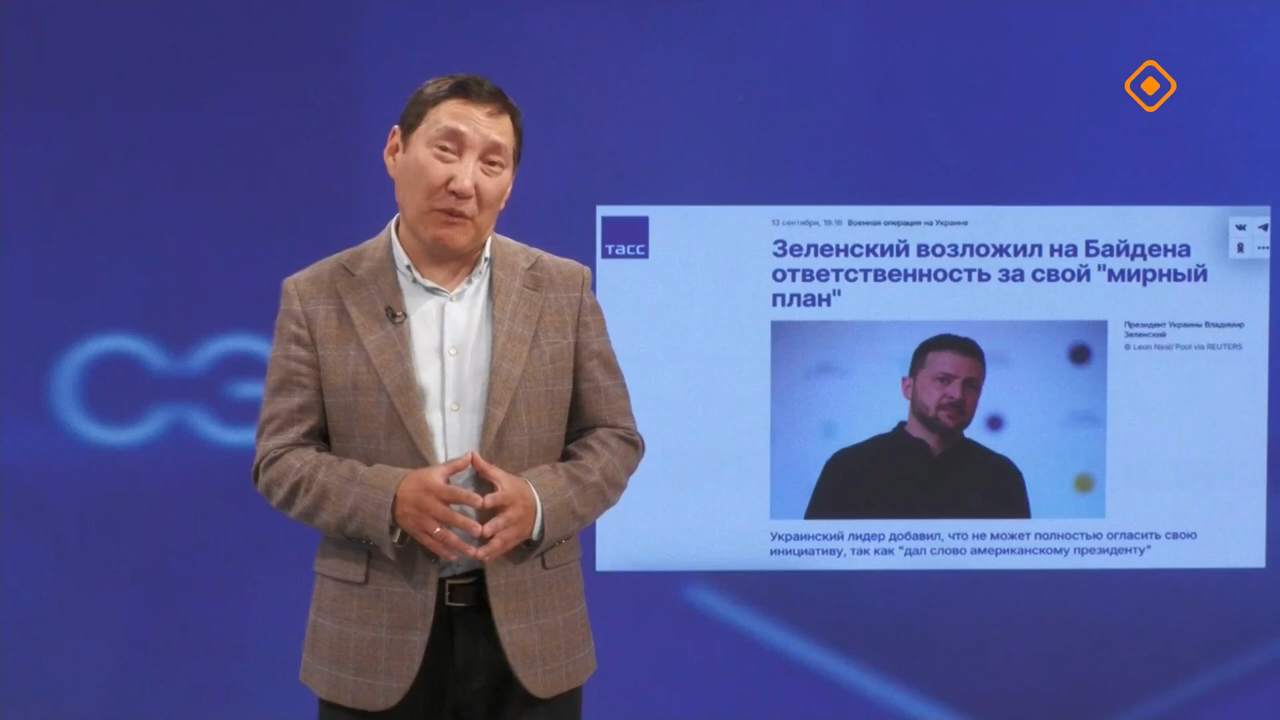 ТАСС
13 сентября, 19:16 Военная операция на Украине
Зеленский возложил на Байдена
ответственность за свой "мирный
план"
Президент Украины Владимир
Зеленский
© Leon Neal/ Pool via REUTERS
Украинский лидер добавил, что не может полностью огласить свою
инициативу, так как "дал слово американскому президенту"